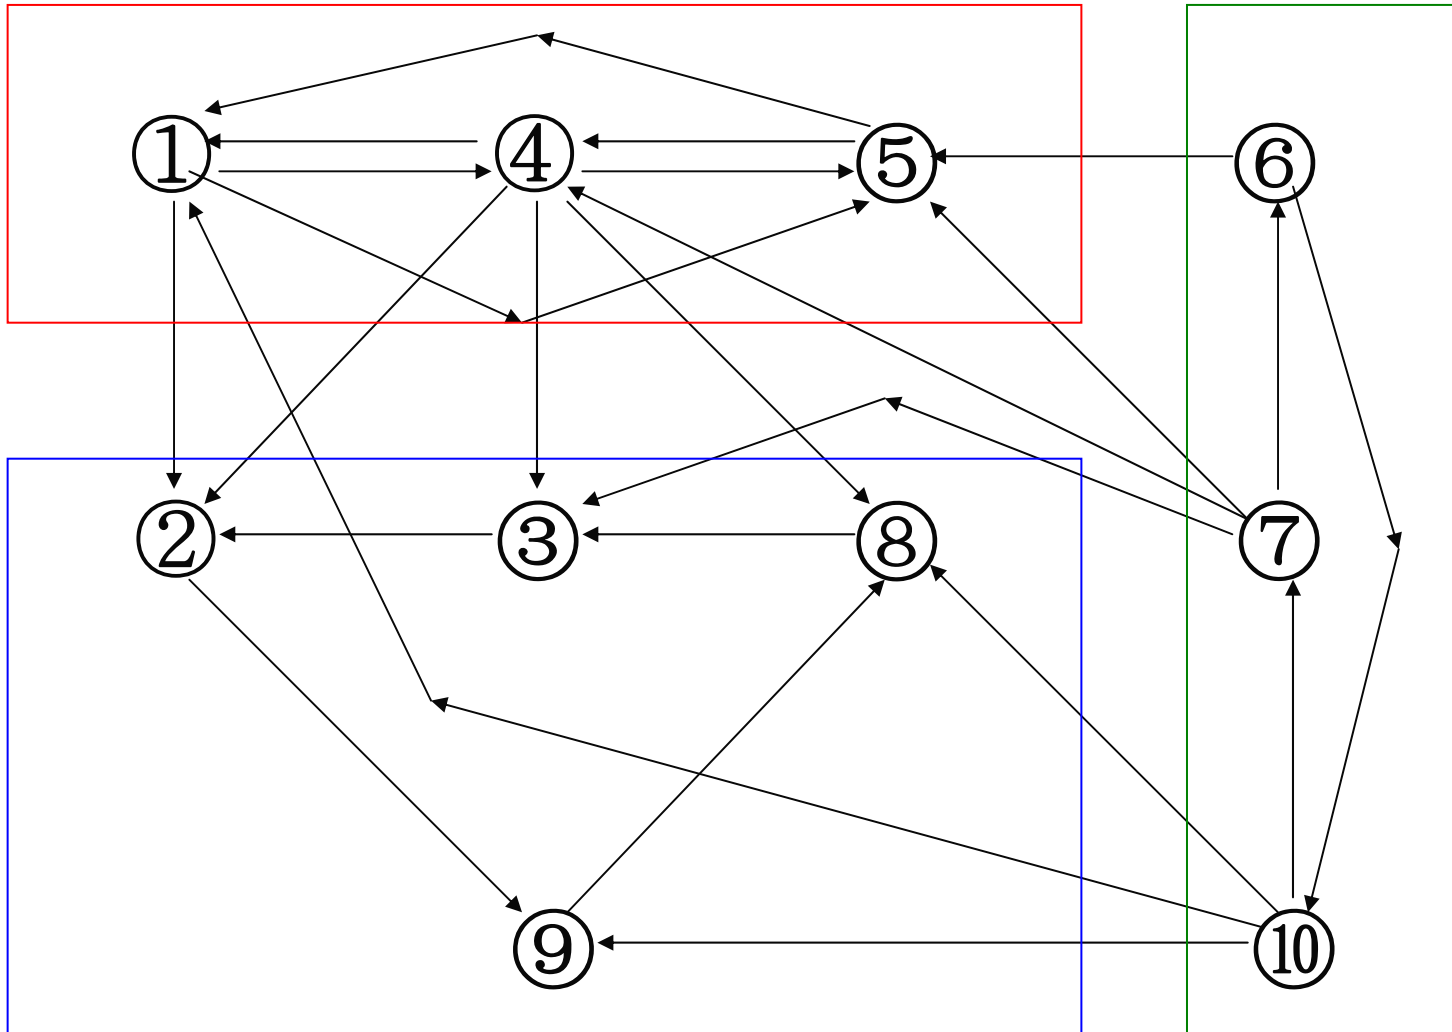 ① ④ ⑤ ⑥
② ③ ⑧ ⑦
⑨ ⑩